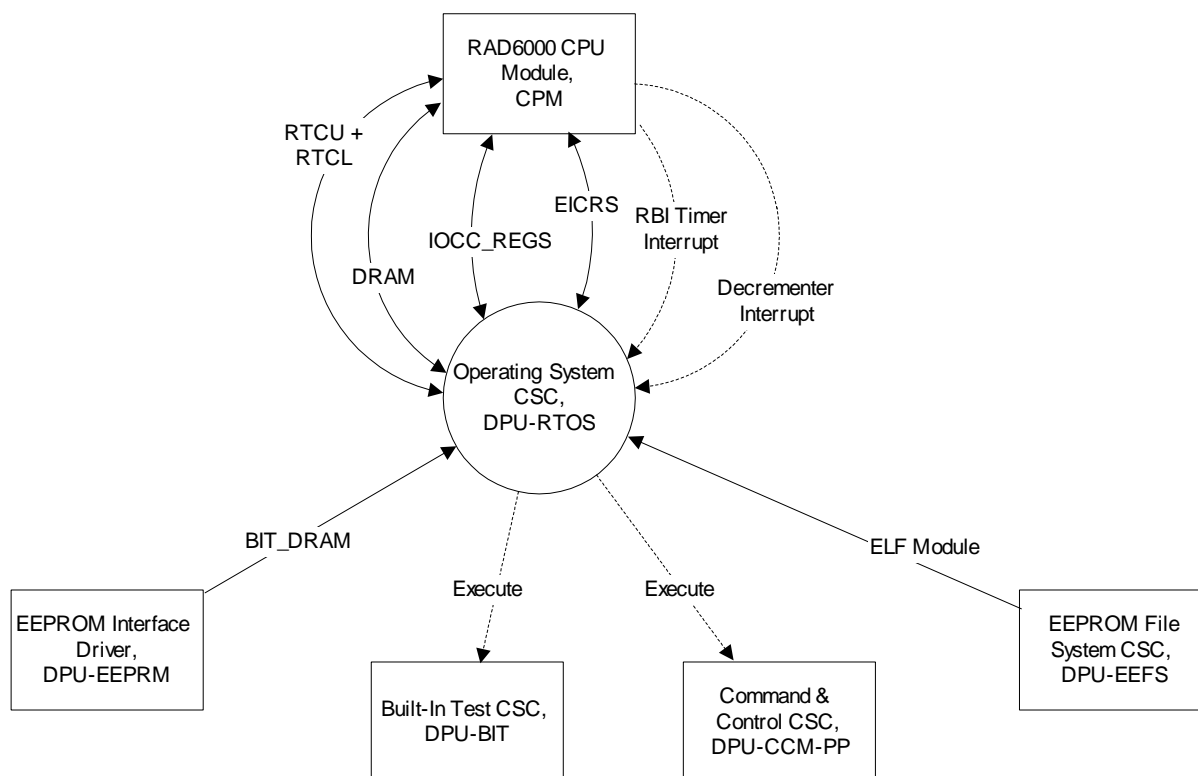 RAD6000 CPU
Module,
CPM
RTCU +
RTCL
EICRS
RBI Timer
Interrupt
IOCC_REGS
DRAM
Decrementer
Interrupt
Operating System
CSC,
DPU-RTOS
BIT_DRAM
ELF Module
Execute
Execute
EEPROM Interface
Driver,
DPU-EEPRM
EEPROM File
System CSC,
DPU-EEFS
Built-In Test CSC,
DPU-BIT
Command &
Control CSC,
DPU-CCM-PP